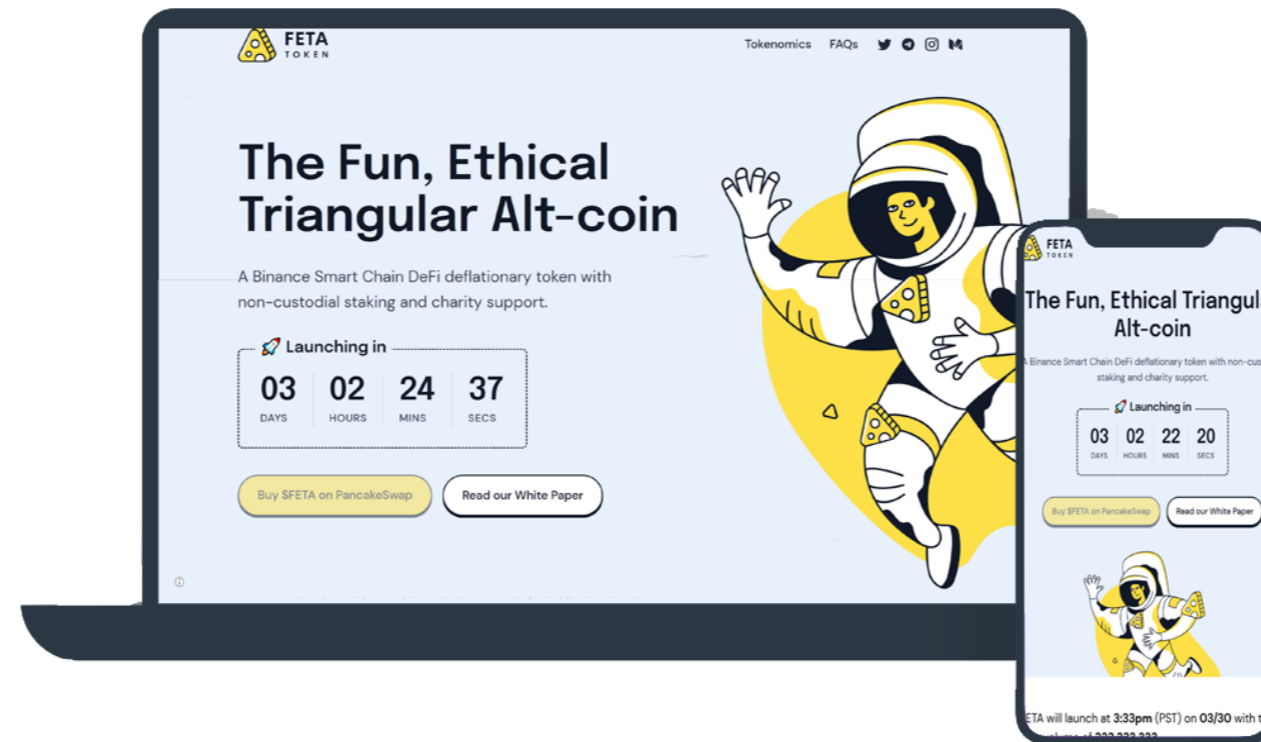 FETA
TOKEN
Tokenomics FAQs
The Fun, Ethical
Triangular Alt-coin
A Binance Smart Chain DeFi deflationary token with
non-custodial staking and charity support.
🚀 Launching in
03 02 24 37
DAYS HOURS MINS SECS
Buy $FETA on PancakeSwap Read our White Paper
FETA
TOKEN
The Fun, Ethical Triangul
Alt-coin
A Binance Smart Chain DeFi deflationary token with non-cus
staking and charity support.
🚀 Launching in
03 02 22 20
DAYS HOURS MINS SECS
Buy $FETA on PancakeSwap Read our White Paper
ETA will launch at 3:33pm (PST) on 03/30 with t